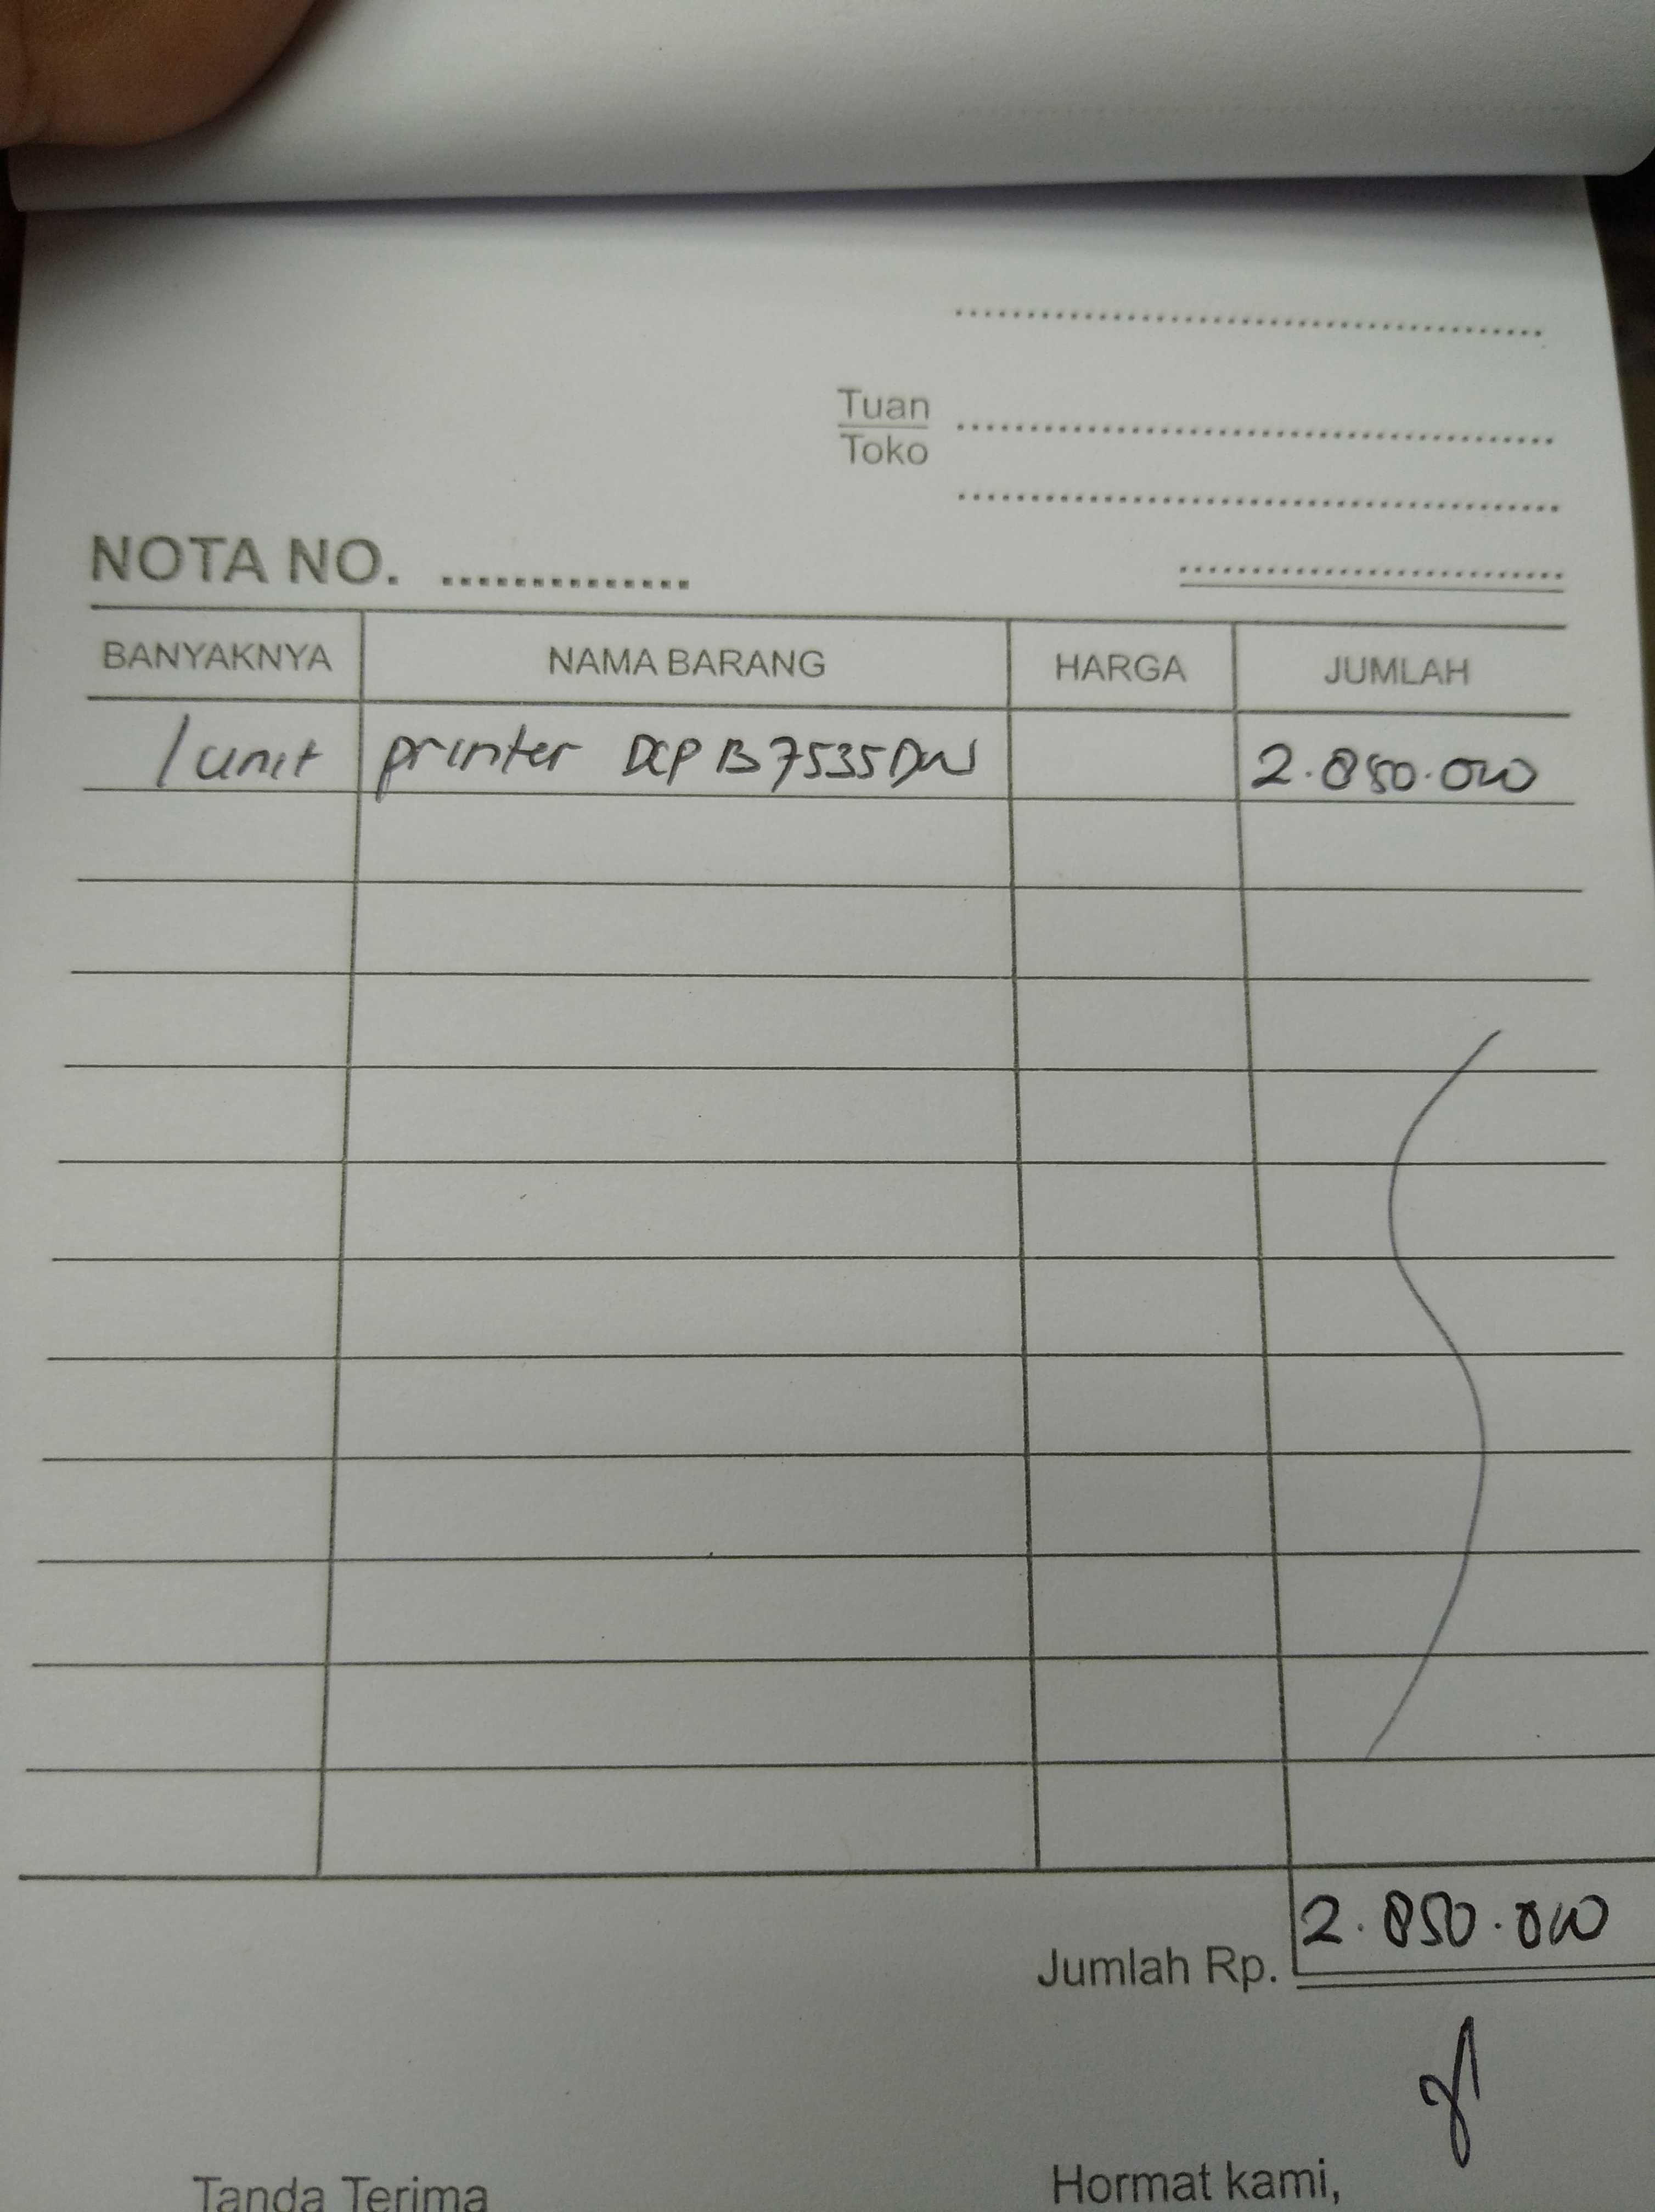 Tuan
Toko
NOTA NO. ..............
BANYAKNYA NAMA BARANG HARGA JUMLAH
1 unit printer DCP B7535DW 2.850.000
Jumlah Rp. 2.850.000
Tanda Terima Hormat kami,